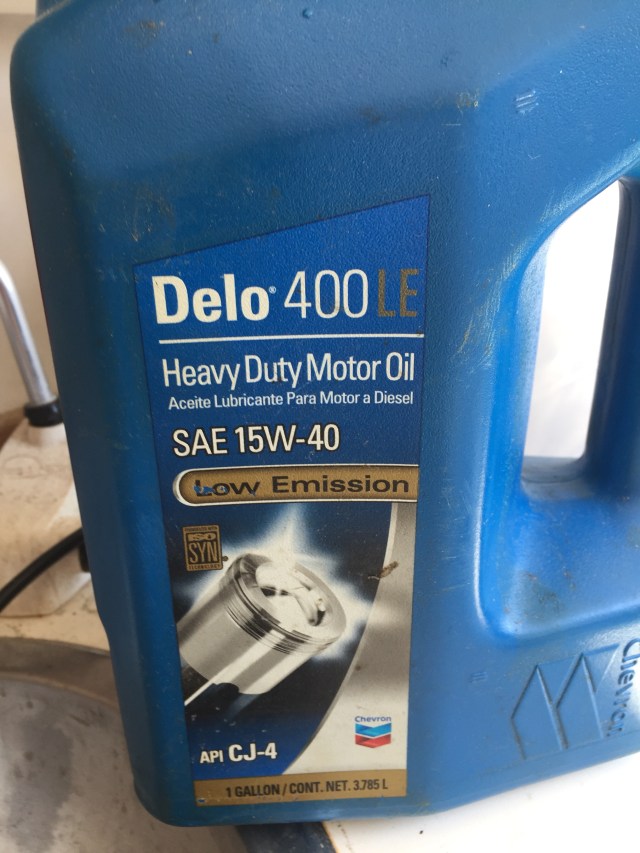 Delo® 400 LE
Heavy Duty Motor Oil
Aceite Lubricante Para Motor a Diesel
SAE 15W-40
Low Emission
ISO
SYN
Chevron
API CJ-4
1 GALLON / CONT. NET. 3.785 L
Chevron